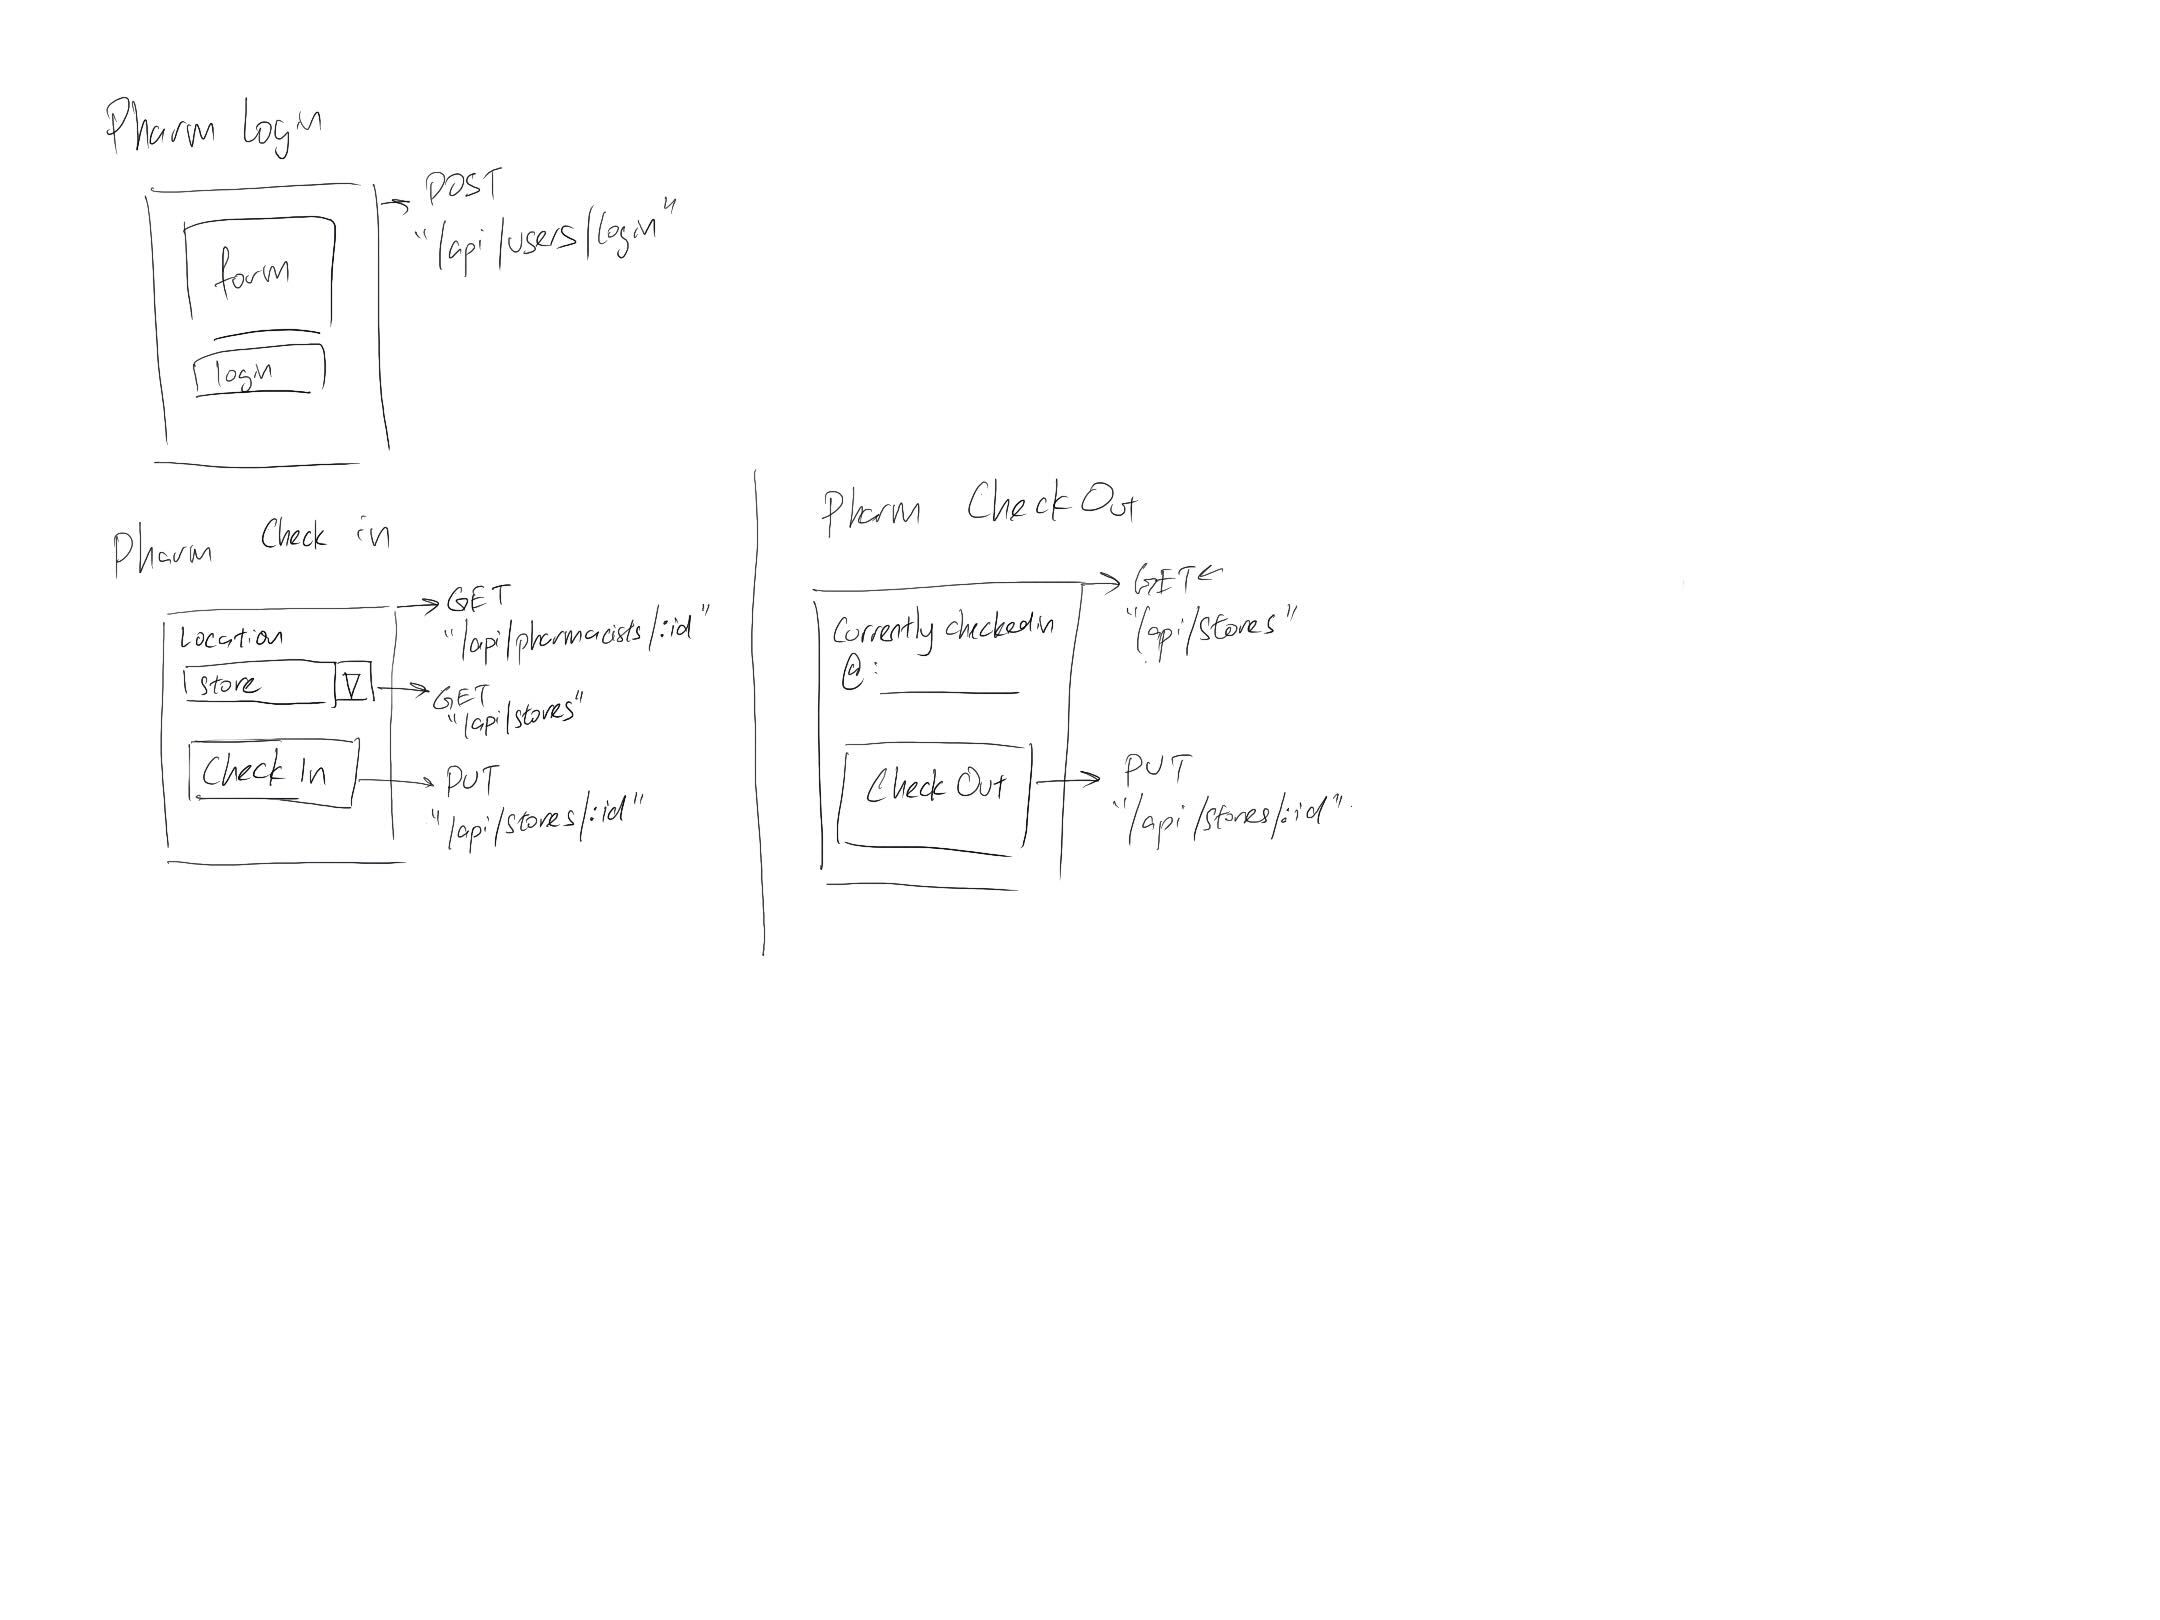 Pharm Login
POST
"/api/users/login"
form
login
Pharm Check in
GET
"/api/pharmacists/:id"
Location
store
GET
"/api/stores"
Check In
PUT
"/api/stores/:id"
Pharm Check Out
GET
"/api/stores"
Currently checked in
@: 
Check Out
PUT
"/api/stores/:id"